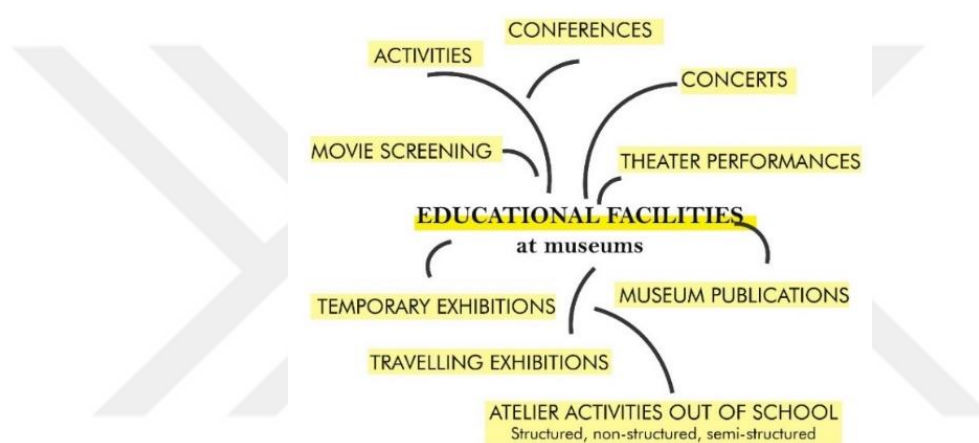 CONFERENCES
ACTIVITIES
CONCERTS
MOVIE SCREENING
THEATER PERFORMANCES
EDUCATIONAL FACILITIES
at museums
TEMPORARY EXHIBITIONS
MUSEUM PUBLICATIONS
TRAVELLING EXHIBITIONS
ATELIER ACTIVITIES OUT OF SCHOOL
Structured, non-structured, semi-structured